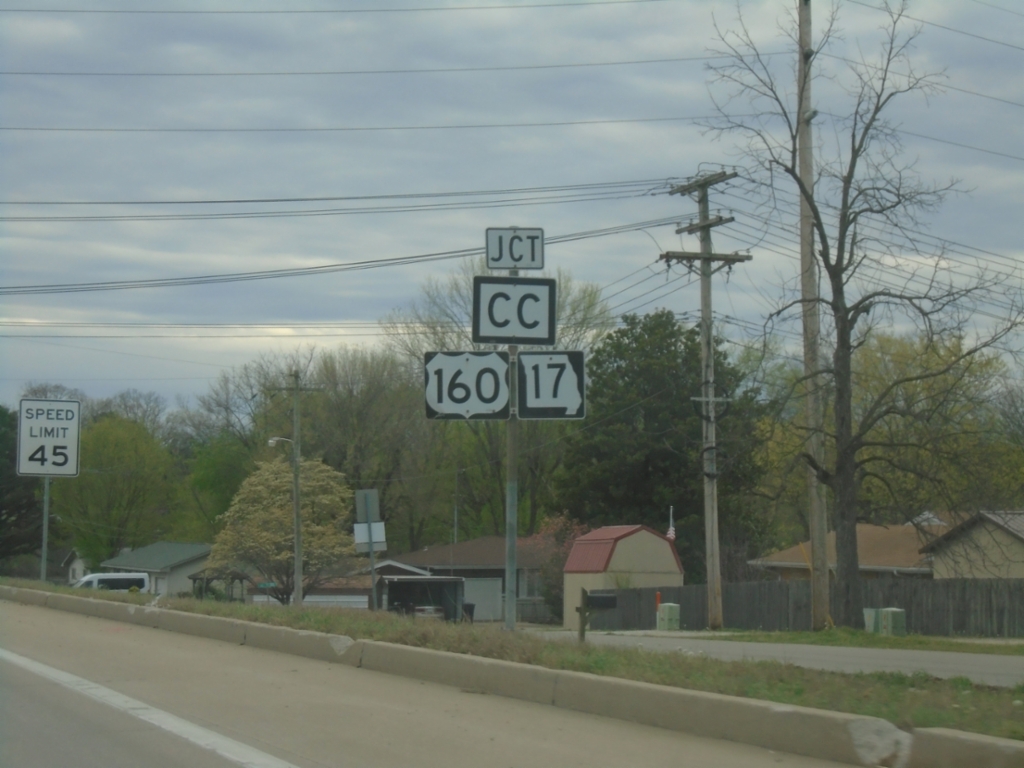 JCT
CC
160 17
SPEED
LIMIT
45